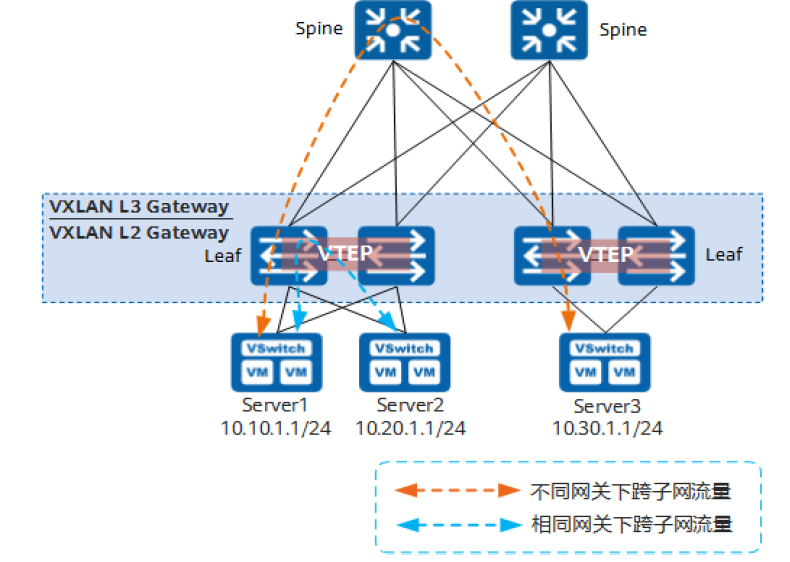 Spine
Spine
VXLAN L3 Gateway
VXLAN L2 Gateway
Leaf
VTEP
VTEP
Leaf
VSwitch
VM VM
VSwitch
VM VM
VSwitch
VM VM
Server1
10.10.1.1/24
Server2
10.20.1.1/24
Server3
10.30.1.1/24
不同网关下跨子网流量
相同网关下跨子网流量